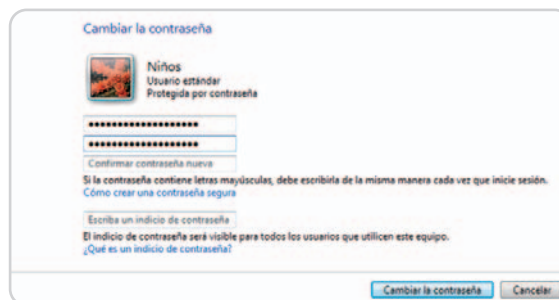 Cambiar la contraseña
Niños
Usuario estándar
Protegida por contraseña
●●●●●●●●●●●●●●●●●●●
●●●●●●●●●●●●●●●●●●●
Confirmar contraseña nueva
Si la contraseña contiene letras mayúsculas, debe escribirla de la misma manera cada vez que inicie sesión.
Cómo crear una contraseña segura
Escriba un indicio de contraseña
El indicio de contraseña será visible para todos los usuarios que utilicen este equipo.
¿Qué es un indicio de contraseña?
Cambiar la contraseña Cancelar